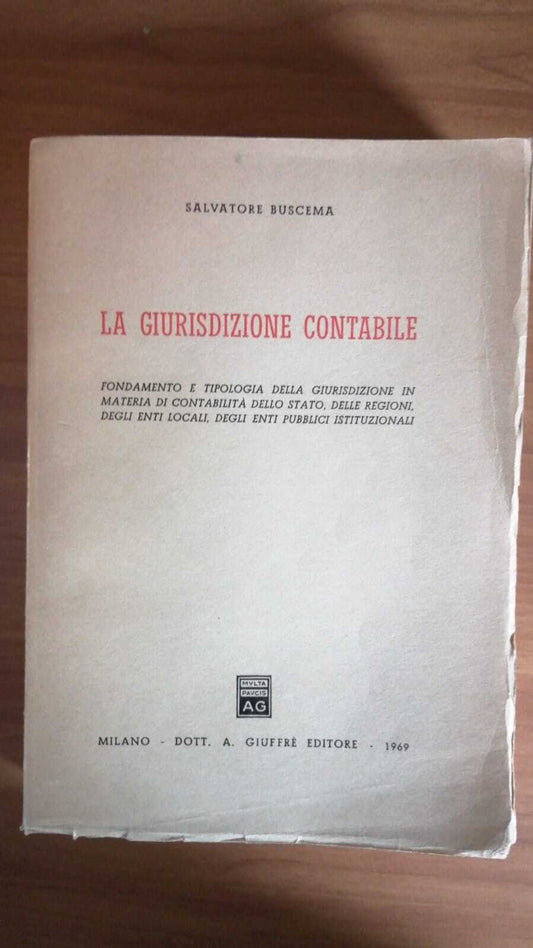 SALVATORE BUSCEMA
LA GIURISDIZIONE CONTABILE
FONDAMENTO E TIPOLOGIA DELLA GIURISDIZIONE IN
MATERIA DI CONTABILITÀ DELLO STATO, DELLE REGIONI,
DEGLI ENTI LOCALI, DEGLI ENTI PUBBLICI ISTITUZIONALI
MVLTA
PAVCIS
AG
MILANO - DOTT. A. GIUFFRÈ EDITORE - 1969